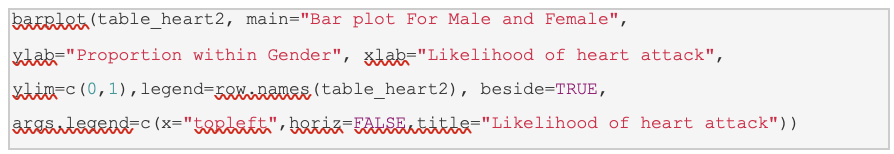 barplot(table_heart2, main="Bar plot For Male and Female",
ylab="Proportion within Gender", xlab="Likelihood of heart attack",
ylim=c(0,1),legend=row.names(table_heart2), beside=TRUE,
args.legend=c(x="topleft",horiz=FALSE,title="Likelihood of heart attack"))